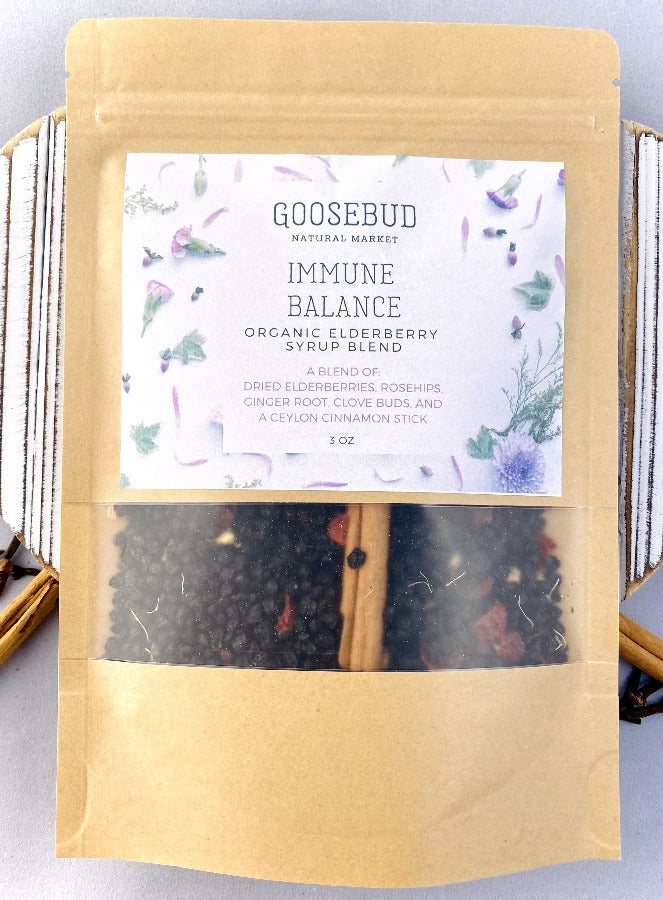 GOOSEBUD
NATURAL MARKET
IMMUNE
BALANCE
ORGANIC ELDERBERRY
SYRUP BLEND
A BLEND OF:
DRIED ELDERBERRIES, ROSEHIPS,
GINGER ROOT, CLOVE BUDS, AND
A CEYLON CINNAMON STICK
3 OZ